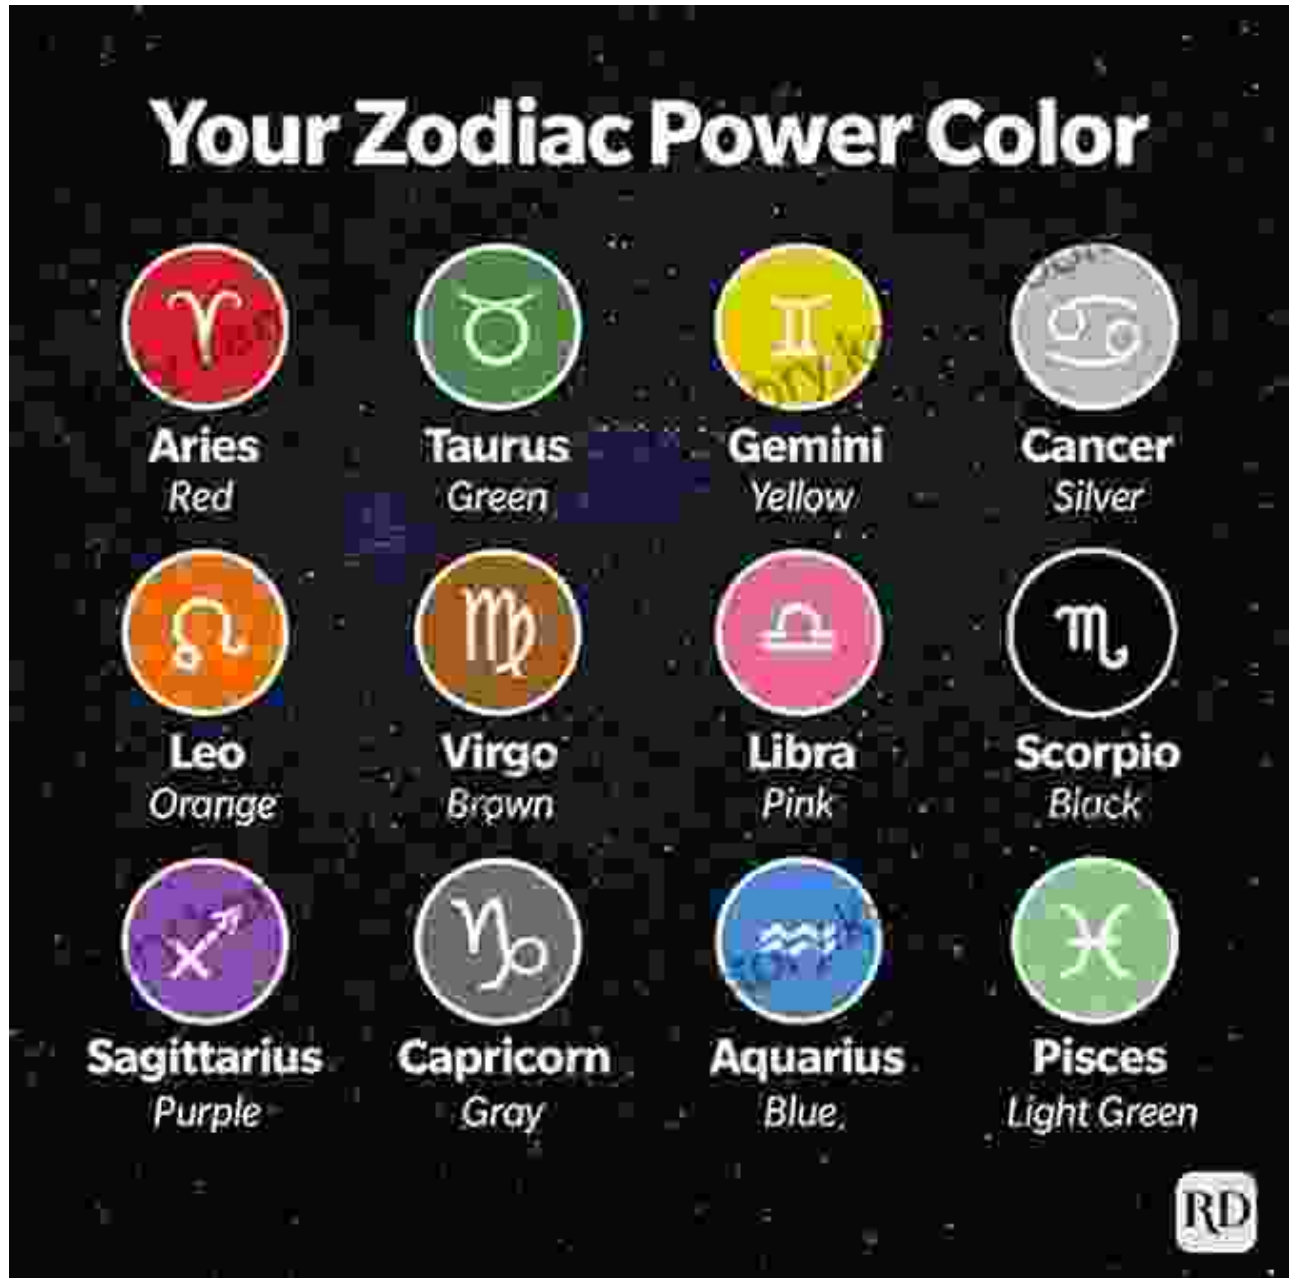 Your Zodiac Power Color
Aries Taurus Gemini Cancer
Red Green Yellow Silver
Leo Virgo Libra Scorpio
Orange Brown Pink Black
Sagittarius Capricorn Aquarius Pisces
Purple Gray Blue Light Green
RD